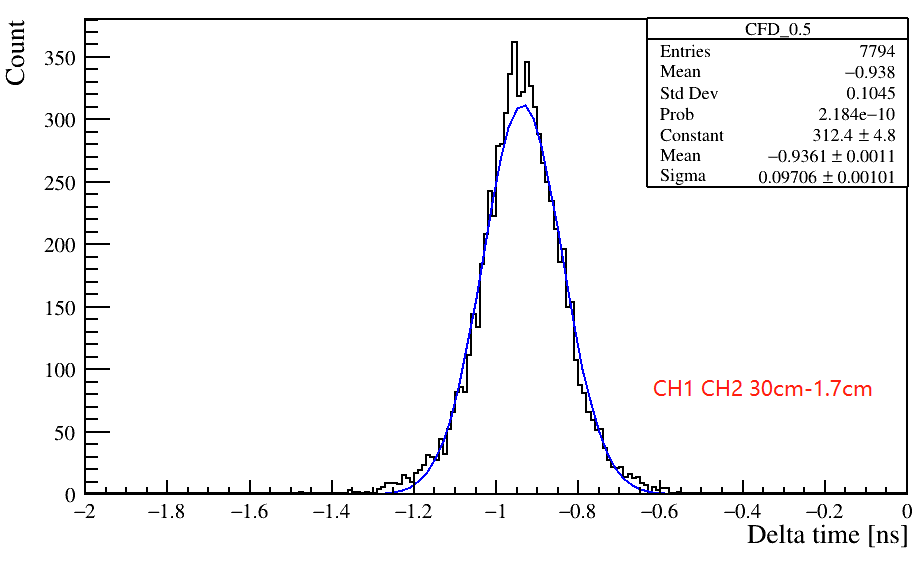 CFD_0.5
Entries 7794
Mean −0.938
Std Dev 0.1045
Prob 2.184e−10
Constant 312.4 ± 4.8
Mean −0.9361 ± 0.0011
Sigma 0.09706 ± 0.00101
Count
350
300
250
200
150
100
50
0
CH1 CH2 30cm-1.7cm
−2 −1.8 −1.6 −1.4 −1.2 −1 −0.8 −0.6 −0.4 −0.2 0
Delta time [ns]